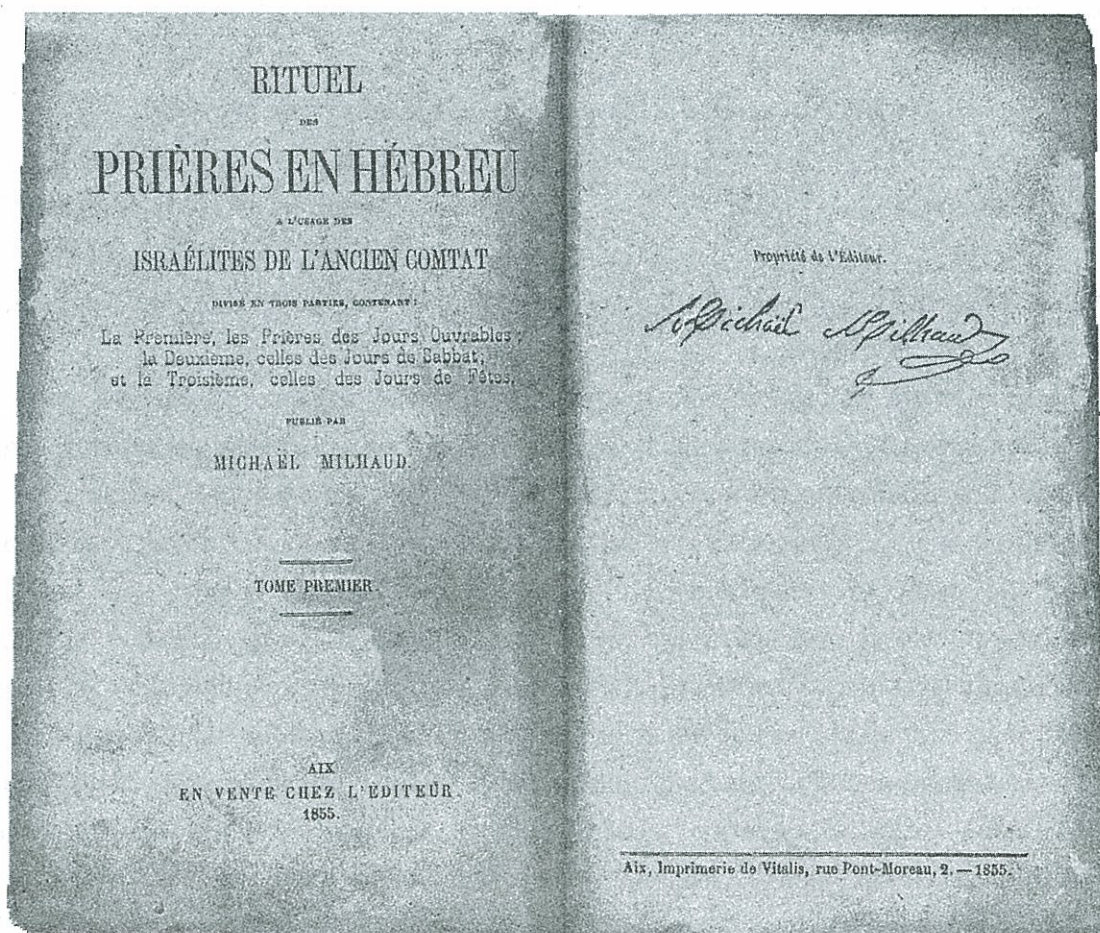 RITUEL
DES
PRIÈRES EN HÉBREU
A L'USAGE DES
ISRAÉLITES DE L'ANCIEN COMTAT
DIVISÉ EN TROIS PARTIES, CONTENANT :
La Première, les Prières des Jours Ouvrables ;
la Deuxième, celles des Jours de Sabbat ;
et la Troisième, celles des Jours de Fêtes.
PUBLIÉ PAR
MICHAËL MILHAUD.
TOME PREMIER.
AIX
EN VENTE CHEZ L'ÉDITEUR.
1855.
Propriété de l'Éditeur.
Michaël Milhaud
Aix, Imprimerie de Vitalis, rue Pont-Moreau, 2. — 1855.